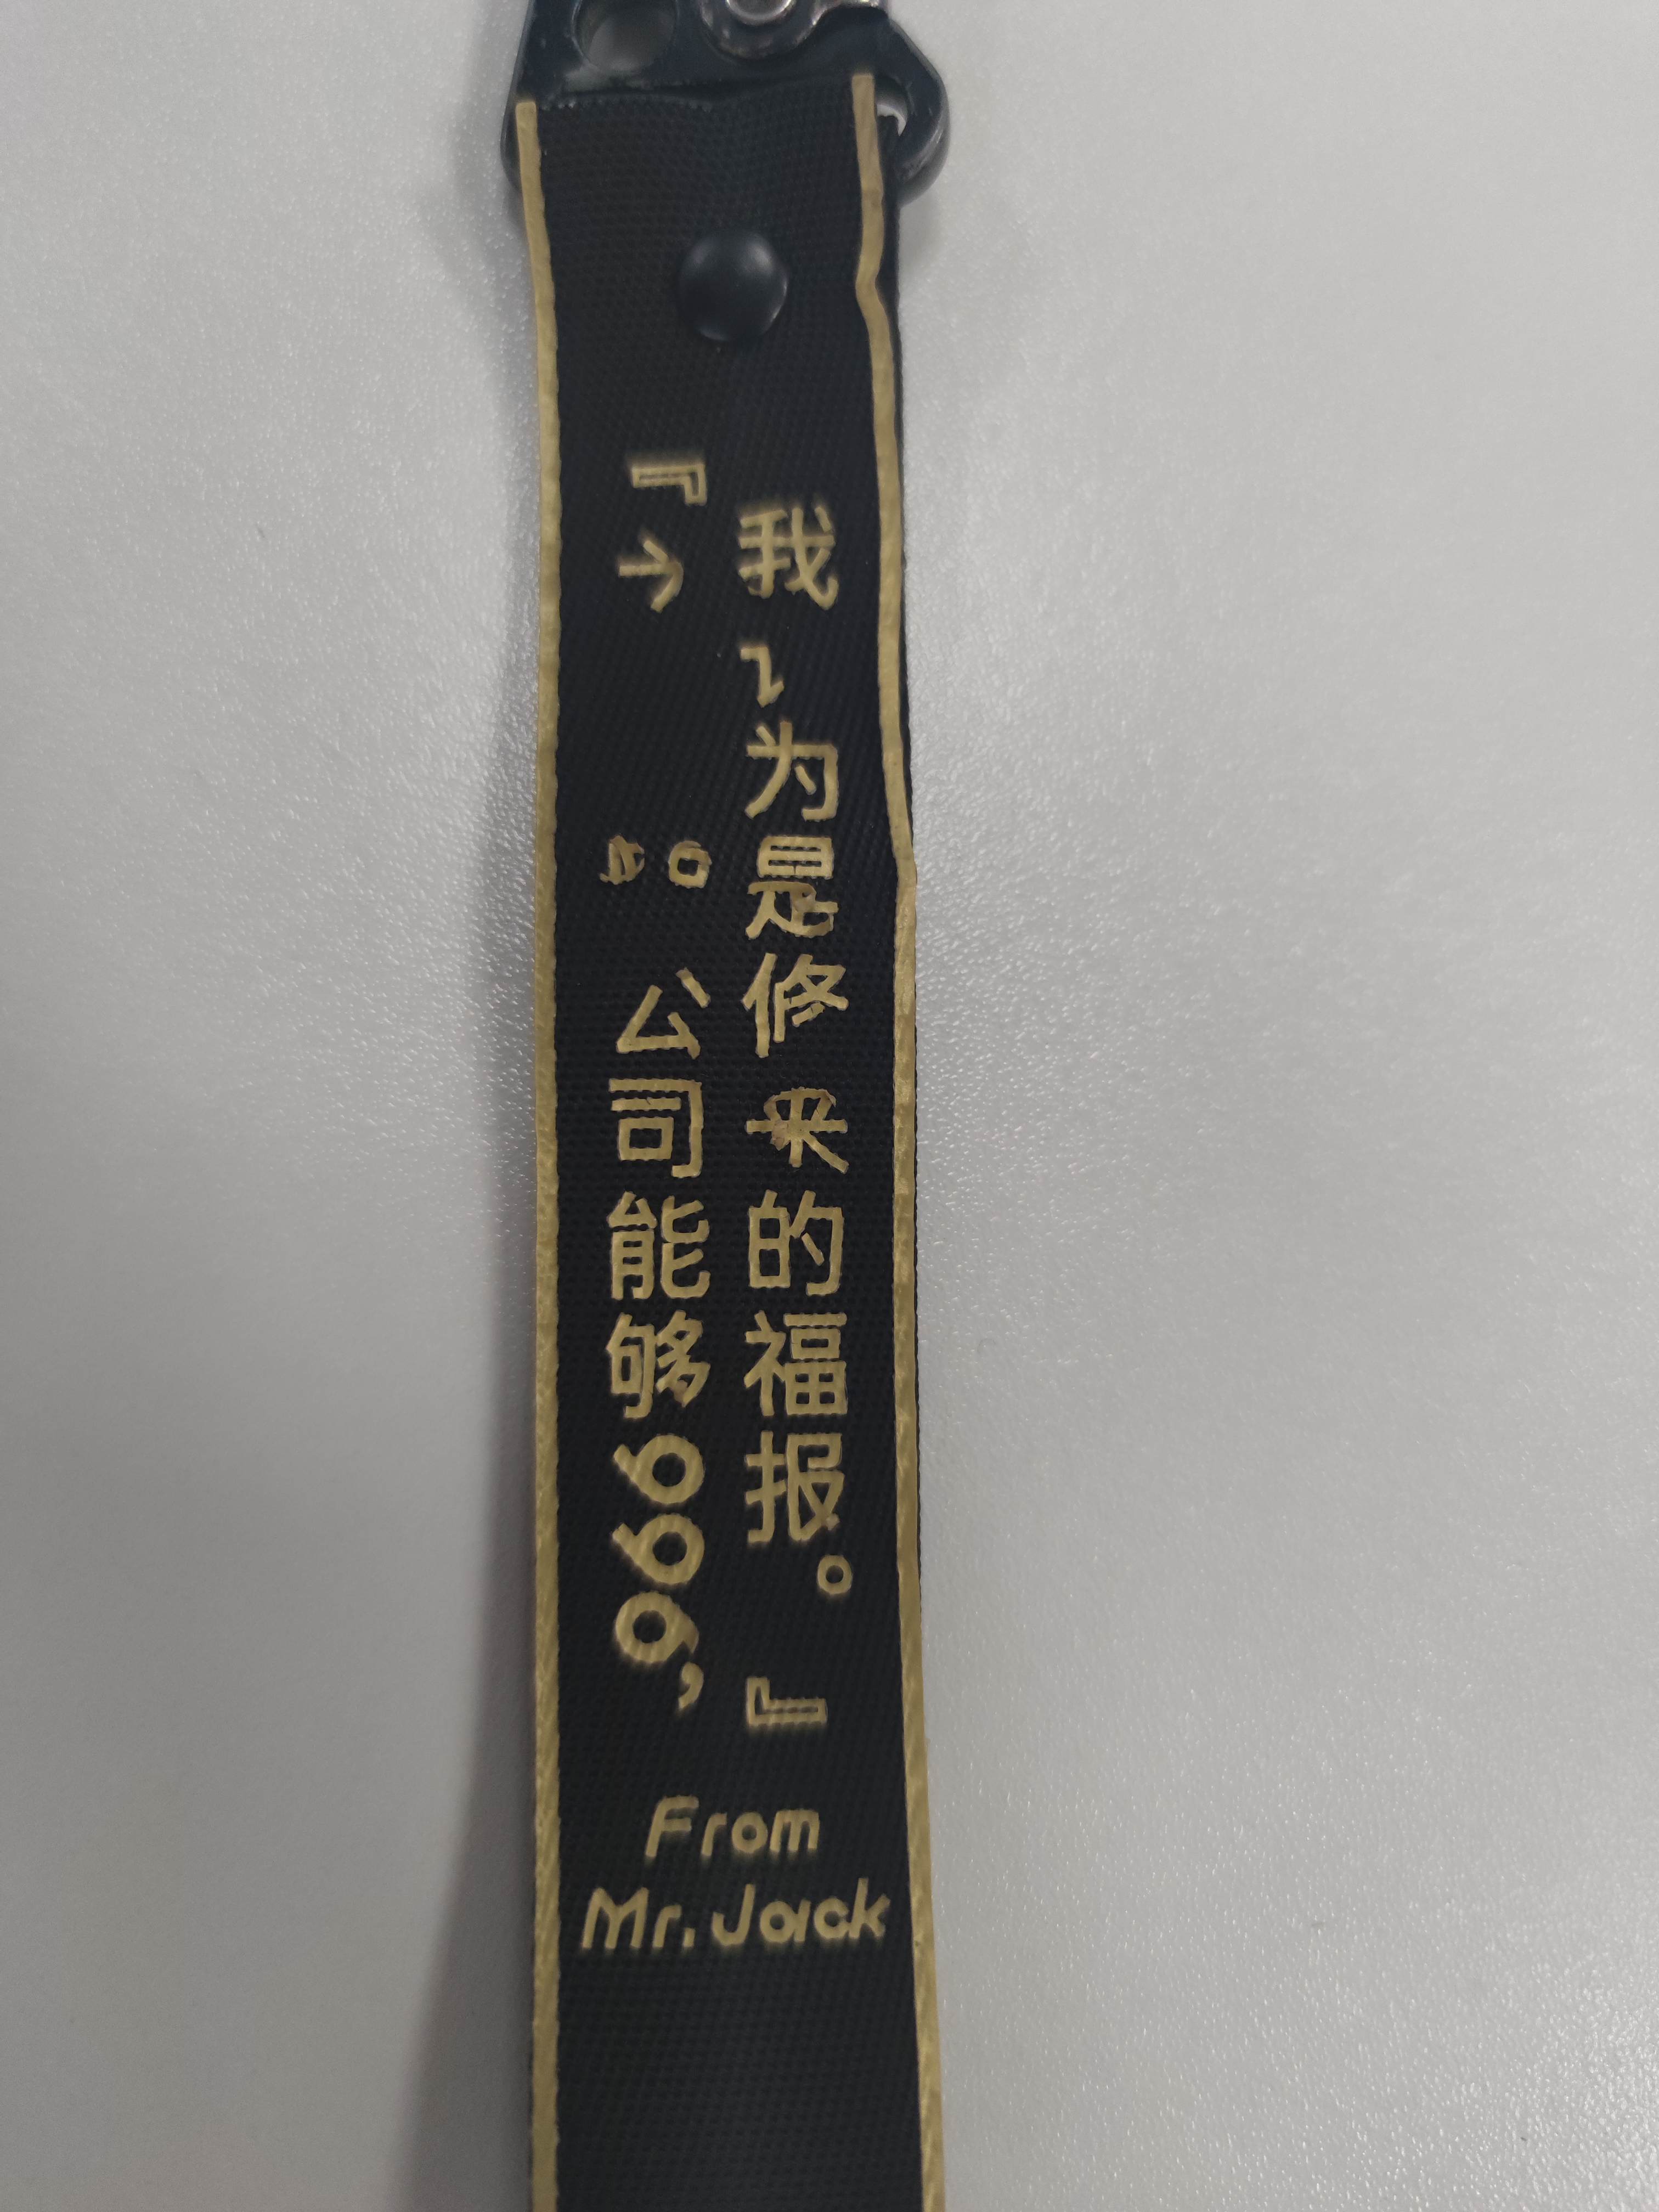 『 公司能够996,
我 为是修来的福报。』
From
Mr.Jack